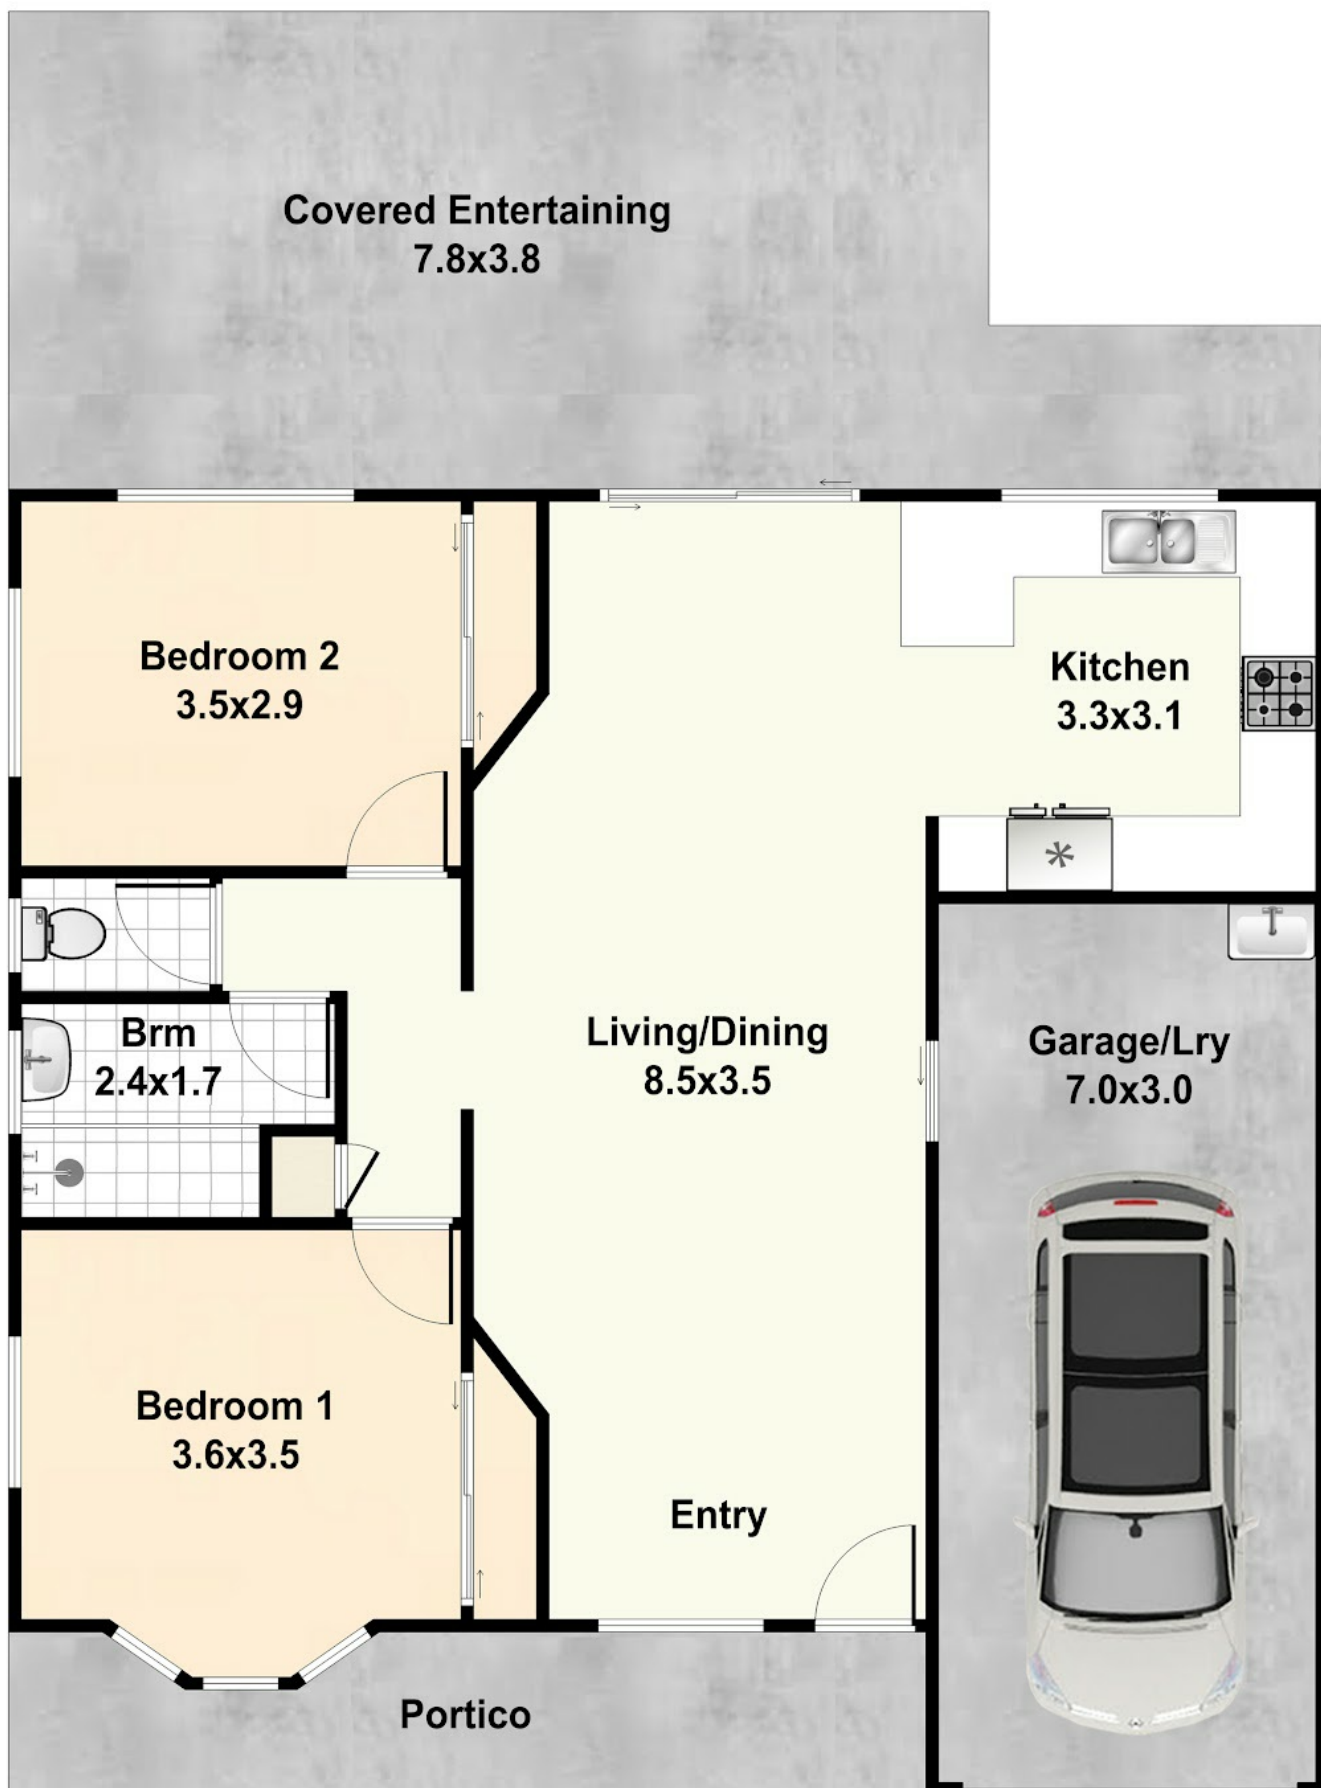 Covered Entertaining
7.8x3.8
Bedroom 2
3.5x2.9
Kitchen
3.3x3.1
Brm
2.4x1.7
Living/Dining
8.5x3.5
Garage/Lry
7.0x3.0
Bedroom 1
3.6x3.5
Entry
Portico